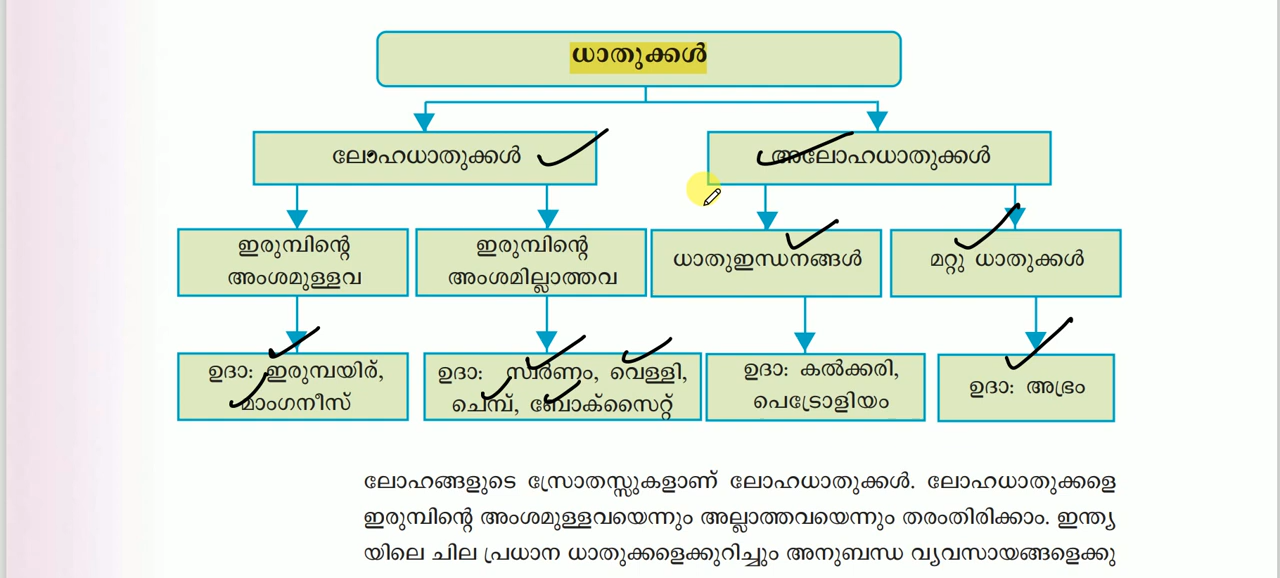 ധാതുക്കൾ
ലോഹധാതുക്കൾ
അലോഹധാതുക്കൾ
ഇരുമ്പിന്റെ
അംശമുള്ളവ
ഇരുമ്പിന്റെ
അംശമില്ലാത്തവ
ധാതുഇന്ധനങ്ങൾ
മറ്റു ധാതുക്കൾ
ഉദാ: ഇരുമ്പയിര്,
മാംഗനീസ്
ഉദാ: സ്വർണം, വെള്ളി,
ചെമ്പ്, ബോക്സൈറ്റ്
ഉദാ: കൽക്കരി,
പെട്രോളിയം
ഉദാ: അഭ്രം
ലോഹങ്ങളുടെ സ്രോതസ്സുകളാണ് ലോഹധാതുക്കൾ. ലോഹധാതുക്കളെ
ഇരുമ്പിന്റെ അംശമുള്ളവയെന്നും അല്ലാത്തവയെന്നും തരംതിരിക്കാം. ഇന്ത്യ
യിലെ ചില പ്രധാന ധാതുക്കളെക്കുറിച്ചും അനുബന്ധ വ്യവസായങ്ങളെക്കു